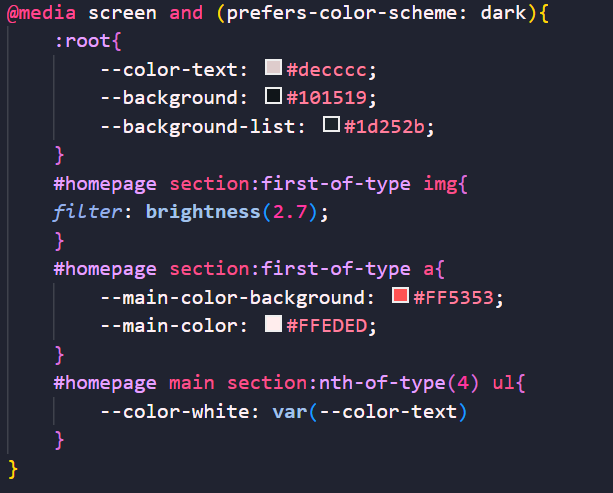 @media screen and (prefers-color-scheme: dark){
:root{
--color-text: #decccc;
--background: #101519;
--background-list: #1d252b;
}
#homepage section:first-of-type img{
filter: brightness(2.7);
}
#homepage section:first-of-type a{
--main-color-background: #FF5353;
--main-color: #FFEDED;
}
#homepage main section:nth-of-type(4) ul{
--color-white: var(--color-text)
}
}